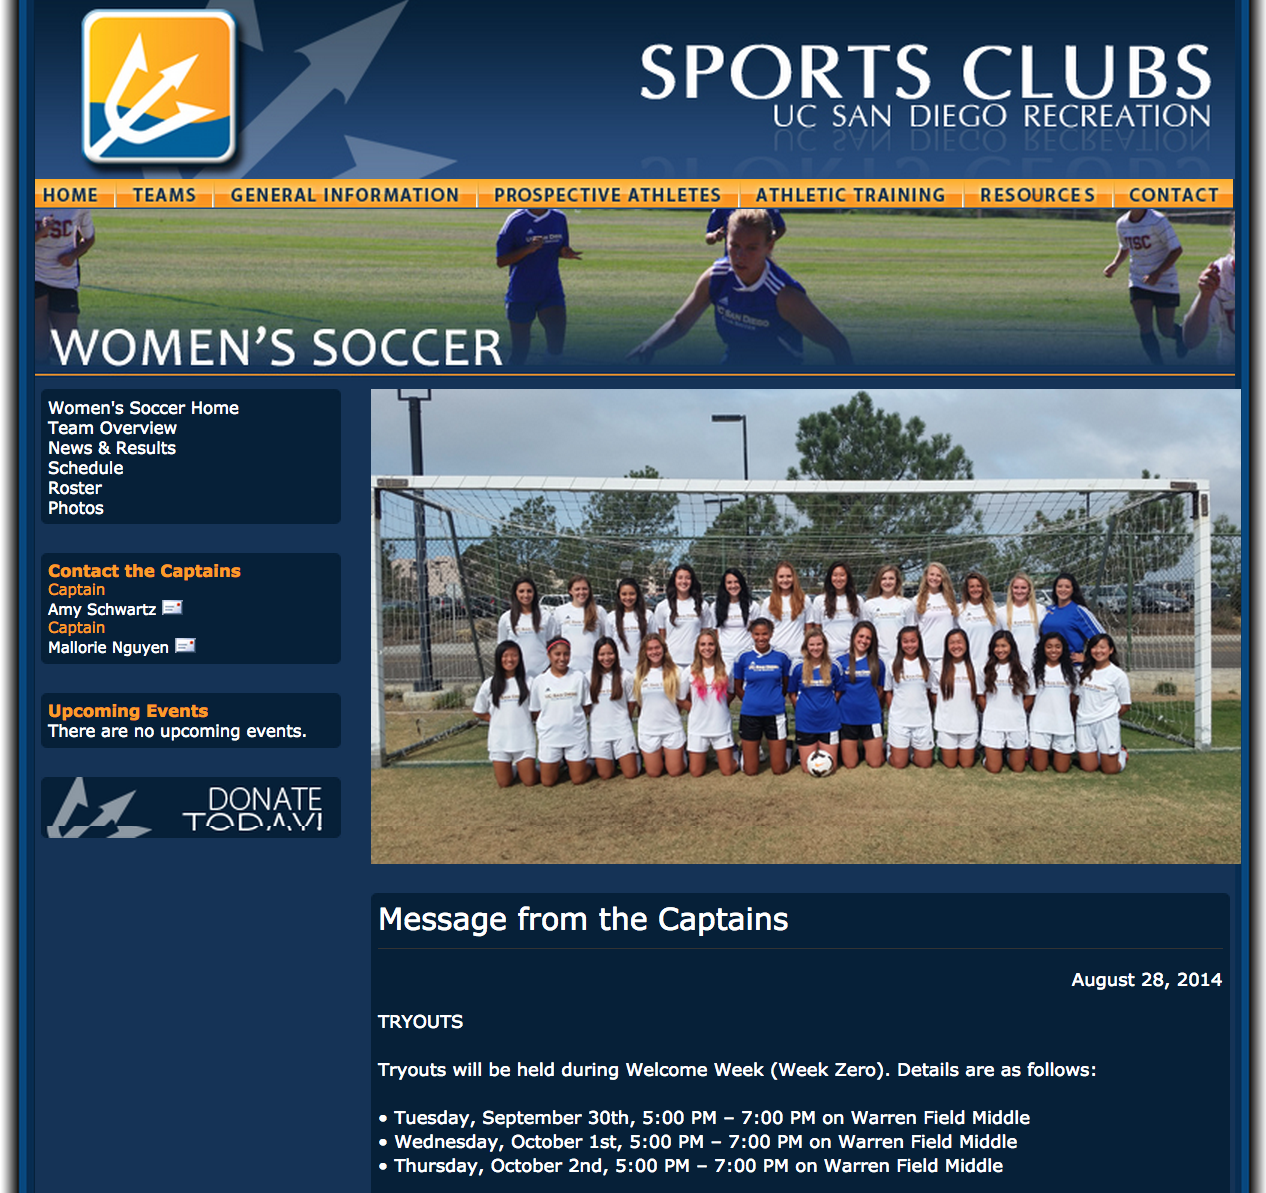 SPORTS CLUBS
UC SAN DIEGO RECREATION
HOME TEAMS GENERAL INFORMATION PROSPECTIVE ATHLETES ATHLETIC TRAINING RESOURCES CONTACT
UC SAN DIEGO
WOMEN'S SOCCER
Women's Soccer Home
Team Overview
News & Results
Schedule
Roster
Photos
Contact the Captains
Captain
Amy Schwartz
Captain
Mallorie Nguyen
Upcoming Events
There are no upcoming events.
DONATE
TODAY!
Message from the Captains
August 28, 2014
TRYOUTS
Tryouts will be held during Welcome Week (Week Zero). Details are as follows:
• Tuesday, September 30th, 5:00 PM – 7:00 PM on Warren Field Middle
• Wednesday, October 1st, 5:00 PM – 7:00 PM on Warren Field Middle
• Thursday, October 2nd, 5:00 PM – 7:00 PM on Warren Field Middle